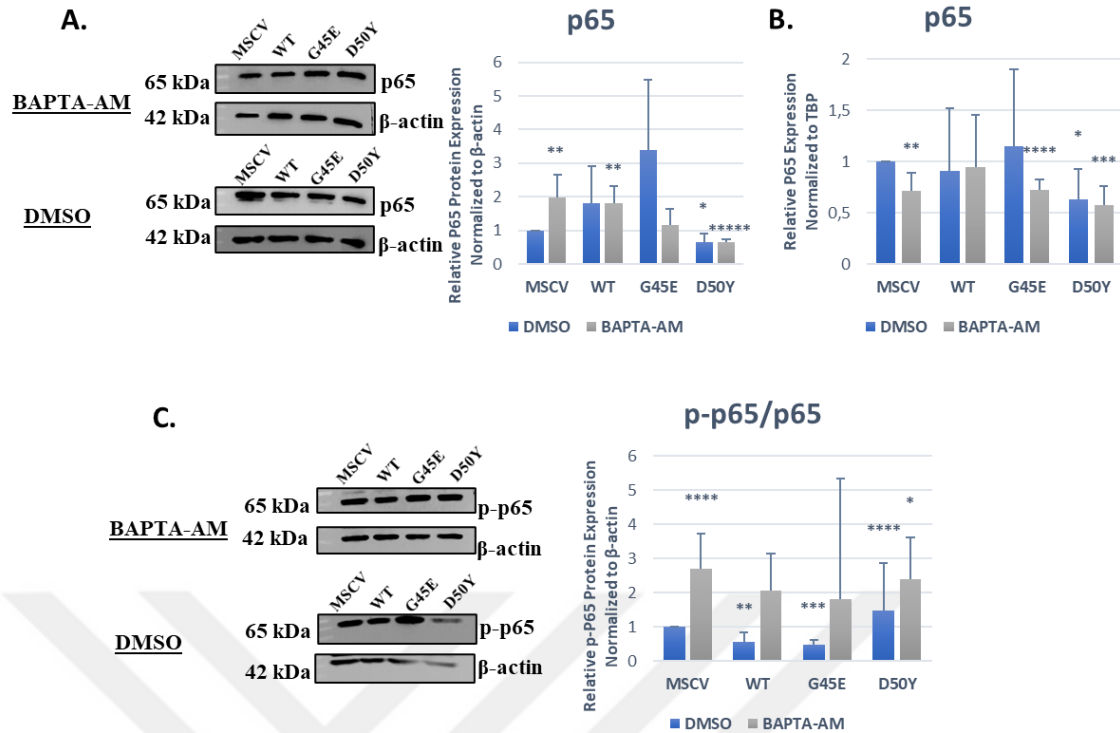 A.
MSCV WT G45E D50Y
BAPTA-AM
65 kDa p65
42 kDa β-actin
DMSO
MSCV WT G45E D50Y
65 kDa p65
42 kDa β-actin
p65
Relative P65 Protein Expression
Normalized to β-actin
6
5
4
3
2
1
0
** ** * *****
MSCV WT G45E D50Y
DMSO BAPTA-AM
B.
p65
Relative P65 Expression
Normalized to TBP
2
1,5
1
0,5
0
** **** * ***
MSCV WT G45E D50Y
DMSO BAPTA-AM
C.
MSCV WT G45E D50Y
BAPTA-AM
65 kDa p-p65
42 kDa β-actin
DMSO
MSCV WT G45E D50Y
65 kDa p-p65
42 kDa β-actin
p-p65/p65
Relative p-P65 Protein Expression
Normalized to β-actin
6
5
4
3
2
1
0
**** ** *** **** *
MSCV WT G45E D50Y
DMSO BAPTA-AM